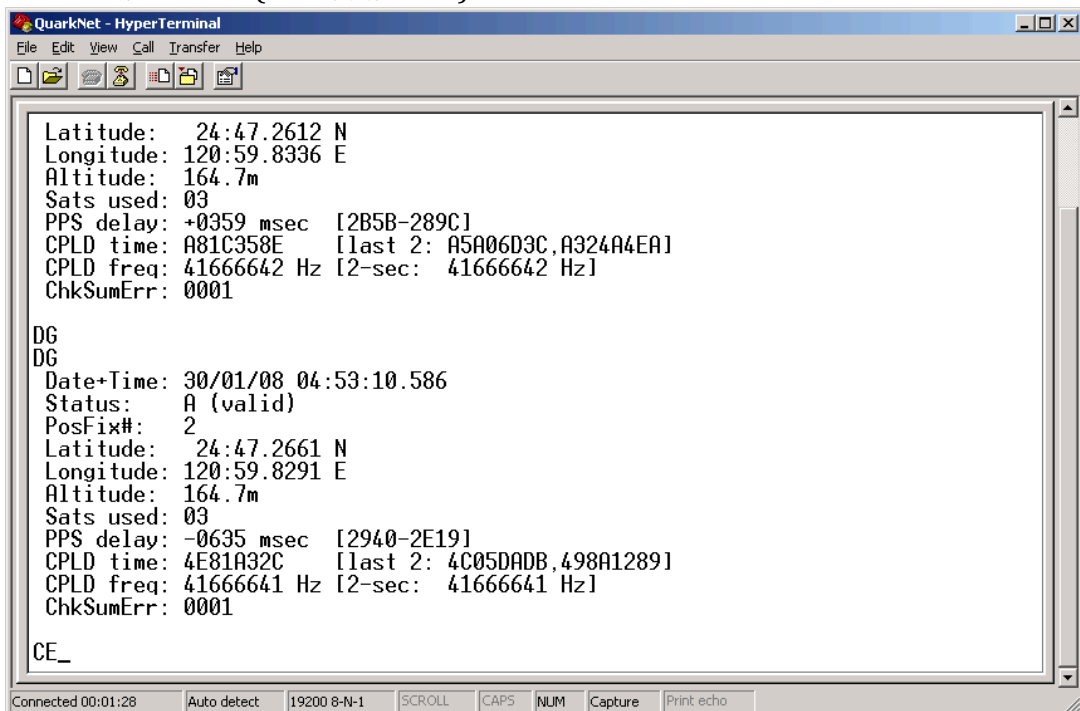 QuarkNet - HyperTerminal
File Edit View Call Transfer Help
Latitude: 24:47.2612 N
Longitude: 120:59.8336 E
Altitude: 164.7m
Sats used: 03
PPS delay: +0359 msec [2B5B-289C]
CPLD time: A81C358E [last 2: A5A06D3C,A324A4EA]
CPLD freq: 41666642 Hz [2-sec: 41666642 Hz]
ChkSumErr: 0001
DG
DG
Date+Time: 30/01/08 04:53:10.586
Status: A (valid)
PosFix#: 2
Latitude: 24:47.2661 N
Longitude: 120:59.8291 E
Altitude: 164.7m
Sats used: 03
PPS delay: -0635 msec [2940-2E19]
CPLD time: 4E81A32C [last 2: 4C05DADB,498A1289]
CPLD freq: 41666641 Hz [2-sec: 41666641 Hz]
ChkSumErr: 0001
CE_
Connected 00:01:28 Auto detect 19200 8-N-1 SCROLL CAPS NUM Capture Print echo